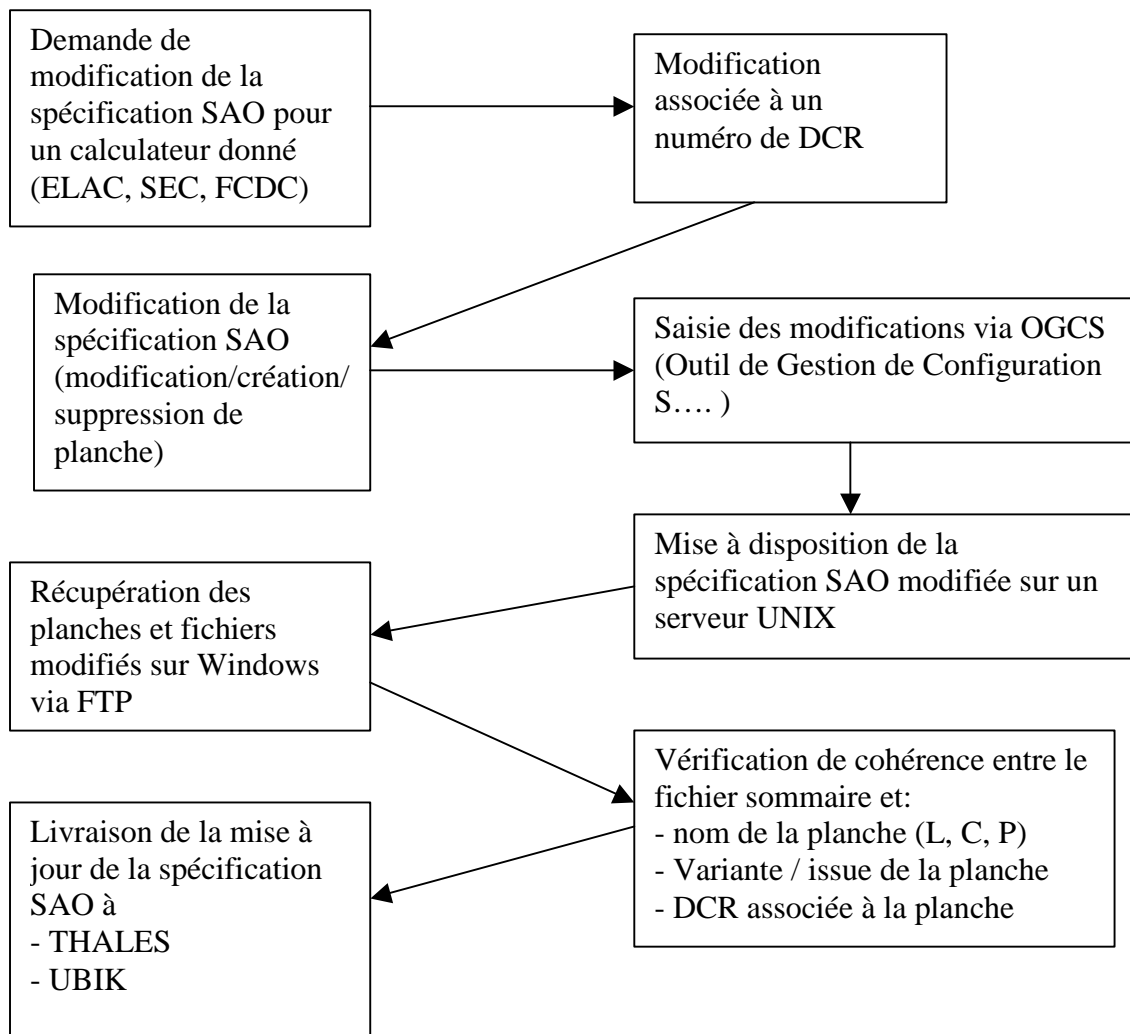 Demande de
modification de la
spécification SAO pour
un calculateur donné
(ELAC, SEC, FCDC)
Modification
associée à un
numéro de DCR
Modification de la
spécification SAO
(modification/création/
suppression de
planche)
Saisie des modifications via OGCS
(Outil de Gestion de Configuration
S…. )
Mise à disposition de la
spécification SAO modifiée sur un
serveur UNIX
Récupération des
planches et fichiers
modifiés sur Windows
via FTP
Vérification de cohérence entre le
fichier sommaire et:
- nom de la planche (L, C, P)
- Variante / issue de la planche
- DCR associée à la planche
Livraison de la mise à
jour de la spécification
SAO à
- THALES
- UBIK